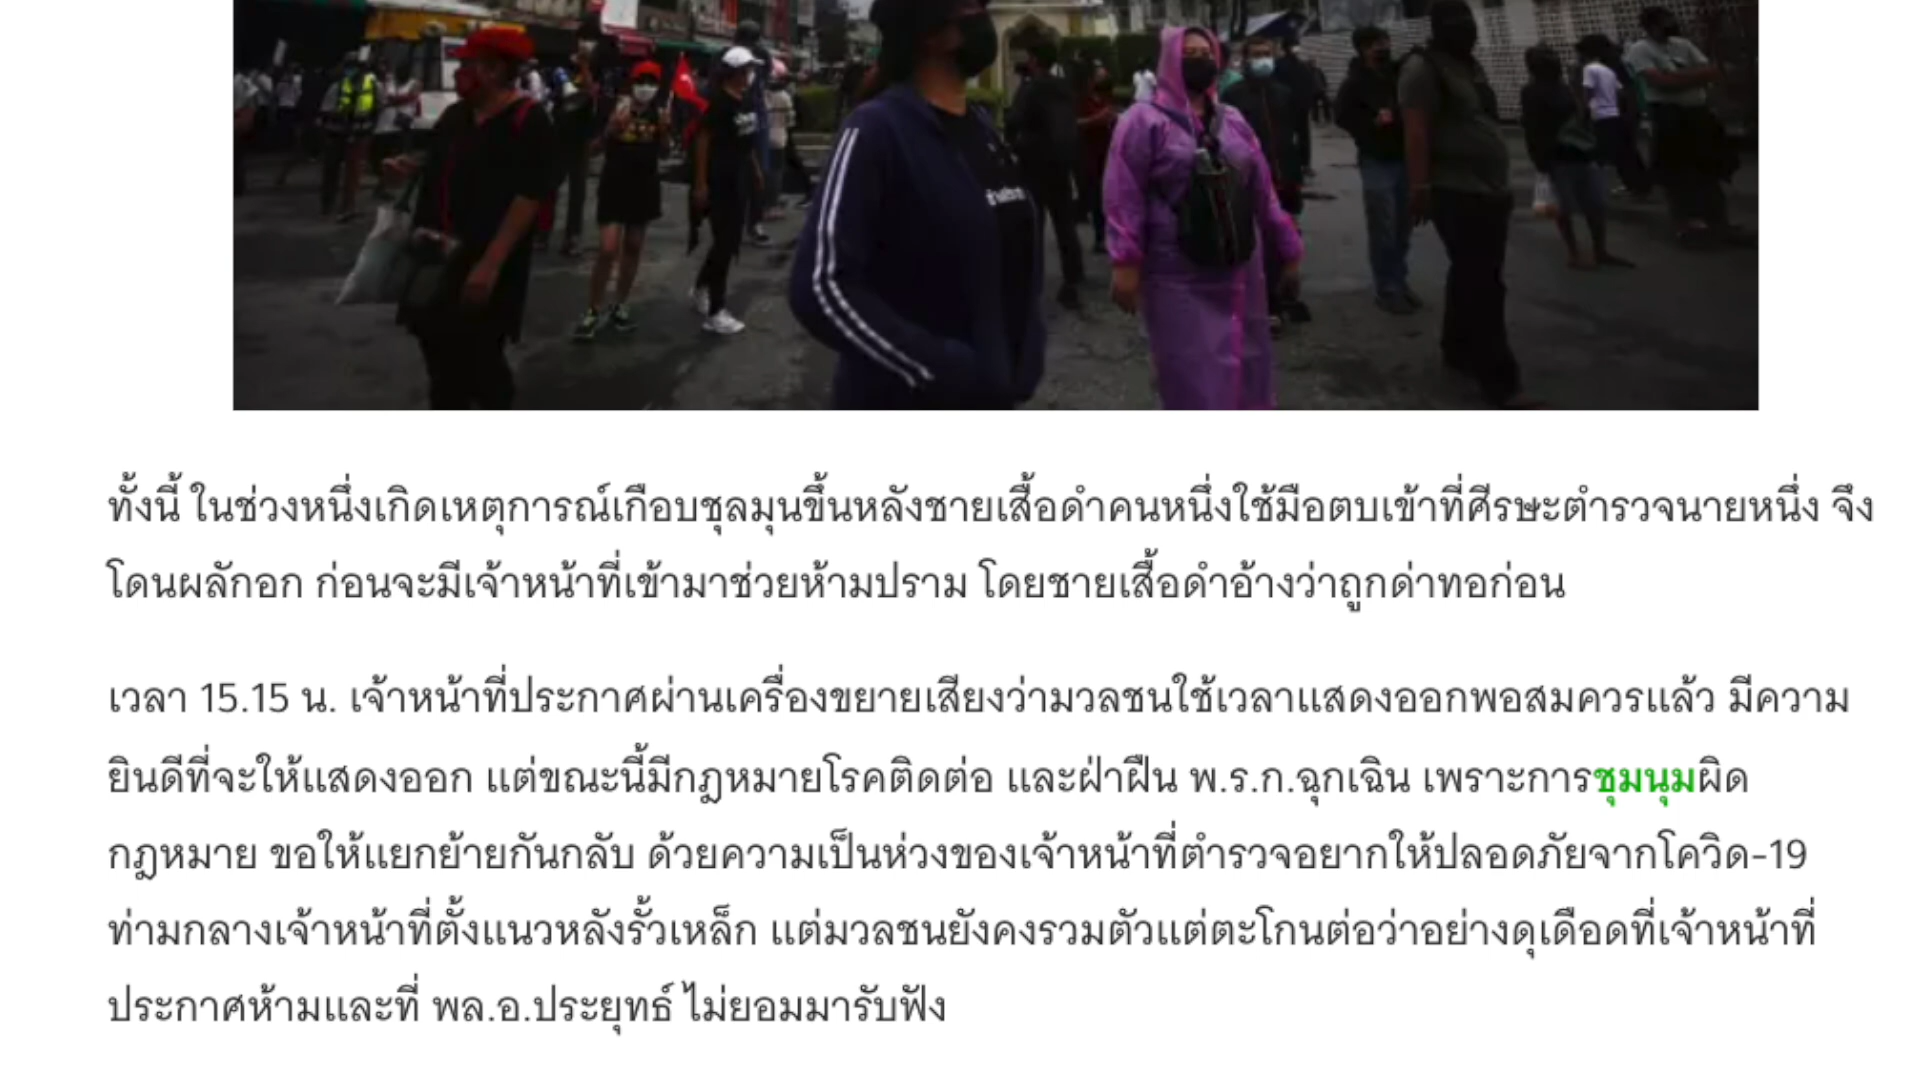 ทั้งนี้ ในช่วงหนึ่งเกิดเหตุการณ์เกือบชุลมุนขึ้นหลังชายเสื้อดำคนหนึ่งใช้มือตบเข้าที่ศีรษะตำรวจนายหนึ่ง จึง
โดนผลักอก ก่อนจะมีเจ้าหน้าที่เข้ามาช่วยห้ามปราม โดยชายเสื้อดำอ้างว่าถูกด่าทอก่อน
เวลา 15.15 น. เจ้าหน้าที่ประกาศผ่านเครื่องขยายเสียงว่ามวลชนใช้เวลาแสดงออกพอสมควรแล้ว มีความ
ยินดีที่จะให้แสดงออก แต่ขณะนี้มีกฎหมายโรคติดต่อ และฝ่าฝืน พ.ร.ก.ฉุกเฉิน เพราะการชุมนุมผิด
กฎหมาย ขอให้แยกย้ายกันกลับ ด้วยความเป็นห่วงของเจ้าหน้าที่ตำรวจอยากให้ปลอดภัยจากโควิด-19
ท่ามกลางเจ้าหน้าที่ตั้งแนวหลังรั้วเหล็ก แต่มวลชนยังคงรวมตัวแต่ตะโกนต่อว่าอย่างดุเดือดที่เจ้าหน้าที่
ประกาศห้ามและที่ พล.อ.ประยุทธ์ ไม่ยอมมารับฟัง